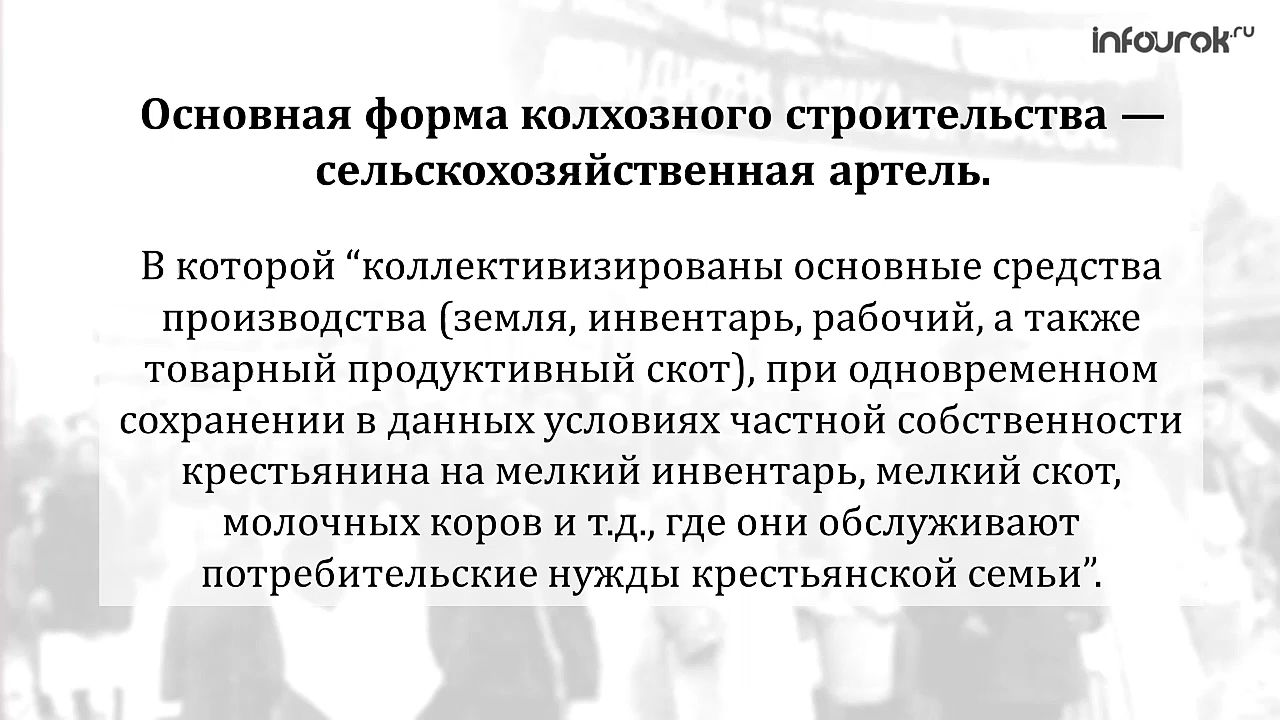 infourok.ru
Основная форма колхозного строительства —
сельскохозяйственная артель.
В которой “коллективизированы основные средства
производства (земля, инвентарь, рабочий, а также
товарный продуктивный скот), при одновременном
сохранении в данных условиях частной собственности
крестьянина на мелкий инвентарь, мелкий скот,
молочных коров и т.д., где они обслуживают
потребительские нужды крестьянской семьи”.